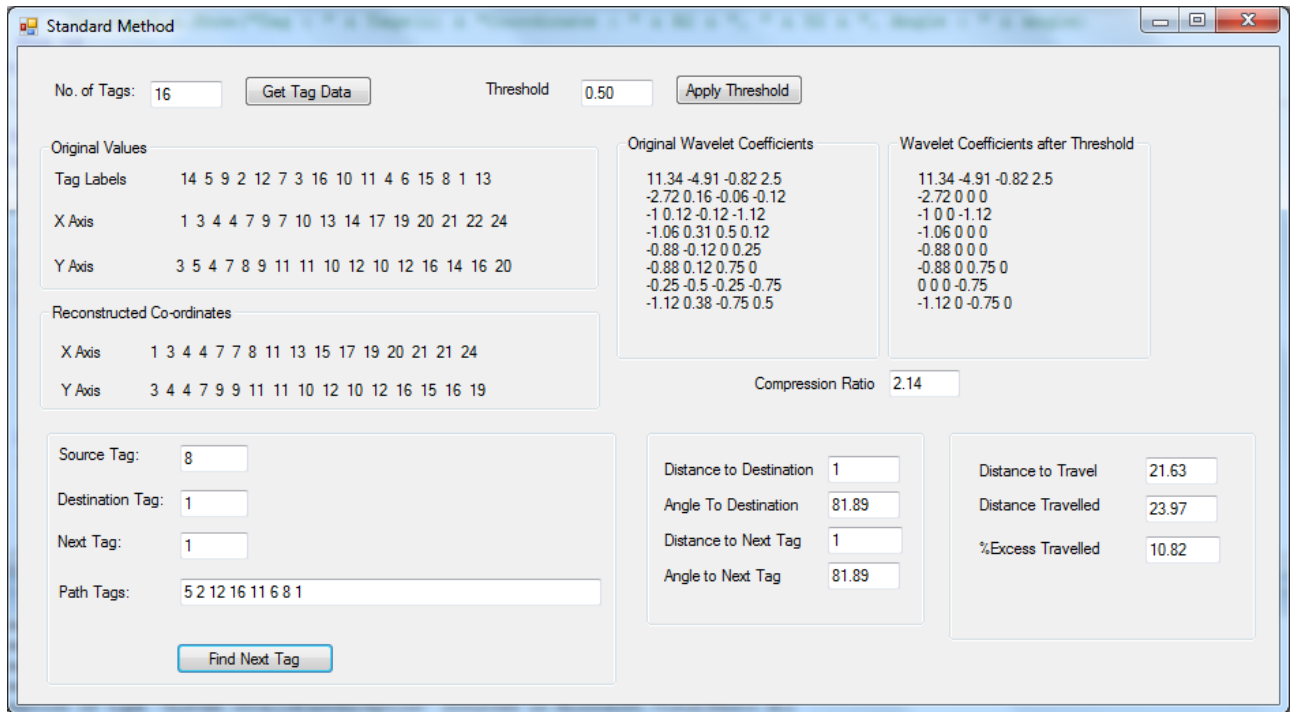 Standard Method
No. of Tags: 16 Get Tag Data Threshold 0.50 Apply Threshold
Original Values
Tag Labels 14 5 9 2 12 7 3 16 10 11 4 6 15 8 1 13
X Axis 1 3 4 4 7 9 7 10 13 14 17 19 20 21 22 24
Y Axis 3 5 4 7 8 9 11 11 10 12 10 12 16 14 16 20
Reconstructed Co-ordinates
X Axis 1 3 4 4 7 7 8 11 13 15 17 19 20 21 21 24
Y Axis 3 4 4 7 9 9 11 11 10 12 10 12 16 15 16 19
Original Wavelet Coefficients
11.34 -4.91 -0.82 2.5
-2.72 0.16 -0.06 -0.12
-1 0.12 -0.12 -1.12
-1.06 0.31 0.5 0.12
-0.88 -0.12 0 0.25
-0.88 0.12 0.75 0
-0.25 -0.5 -0.25 -0.75
-1.12 0.38 -0.75 0.5
Wavelet Coefficients after Threshold
11.34 -4.91 -0.82 2.5
-2.72 0 0 0
-1 0 0 -1.12
-1.06 0 0 0
-0.88 0 0 0
-0.88 0 0.75 0
0 0 0 -0.75
-1.12 0 -0.75 0
Compression Ratio 2.14
Source Tag: 8
Destination Tag: 1
Next Tag: 1
Path Tags: 5 2 12 16 11 6 8 1
Find Next Tag
Distance to Destination 1
Angle To Destination 81.89
Distance to Next Tag 1
Angle to Next Tag 81.89
Distance to Travel 21.63
Distance Travelled 23.97
%Excess Travelled 10.82